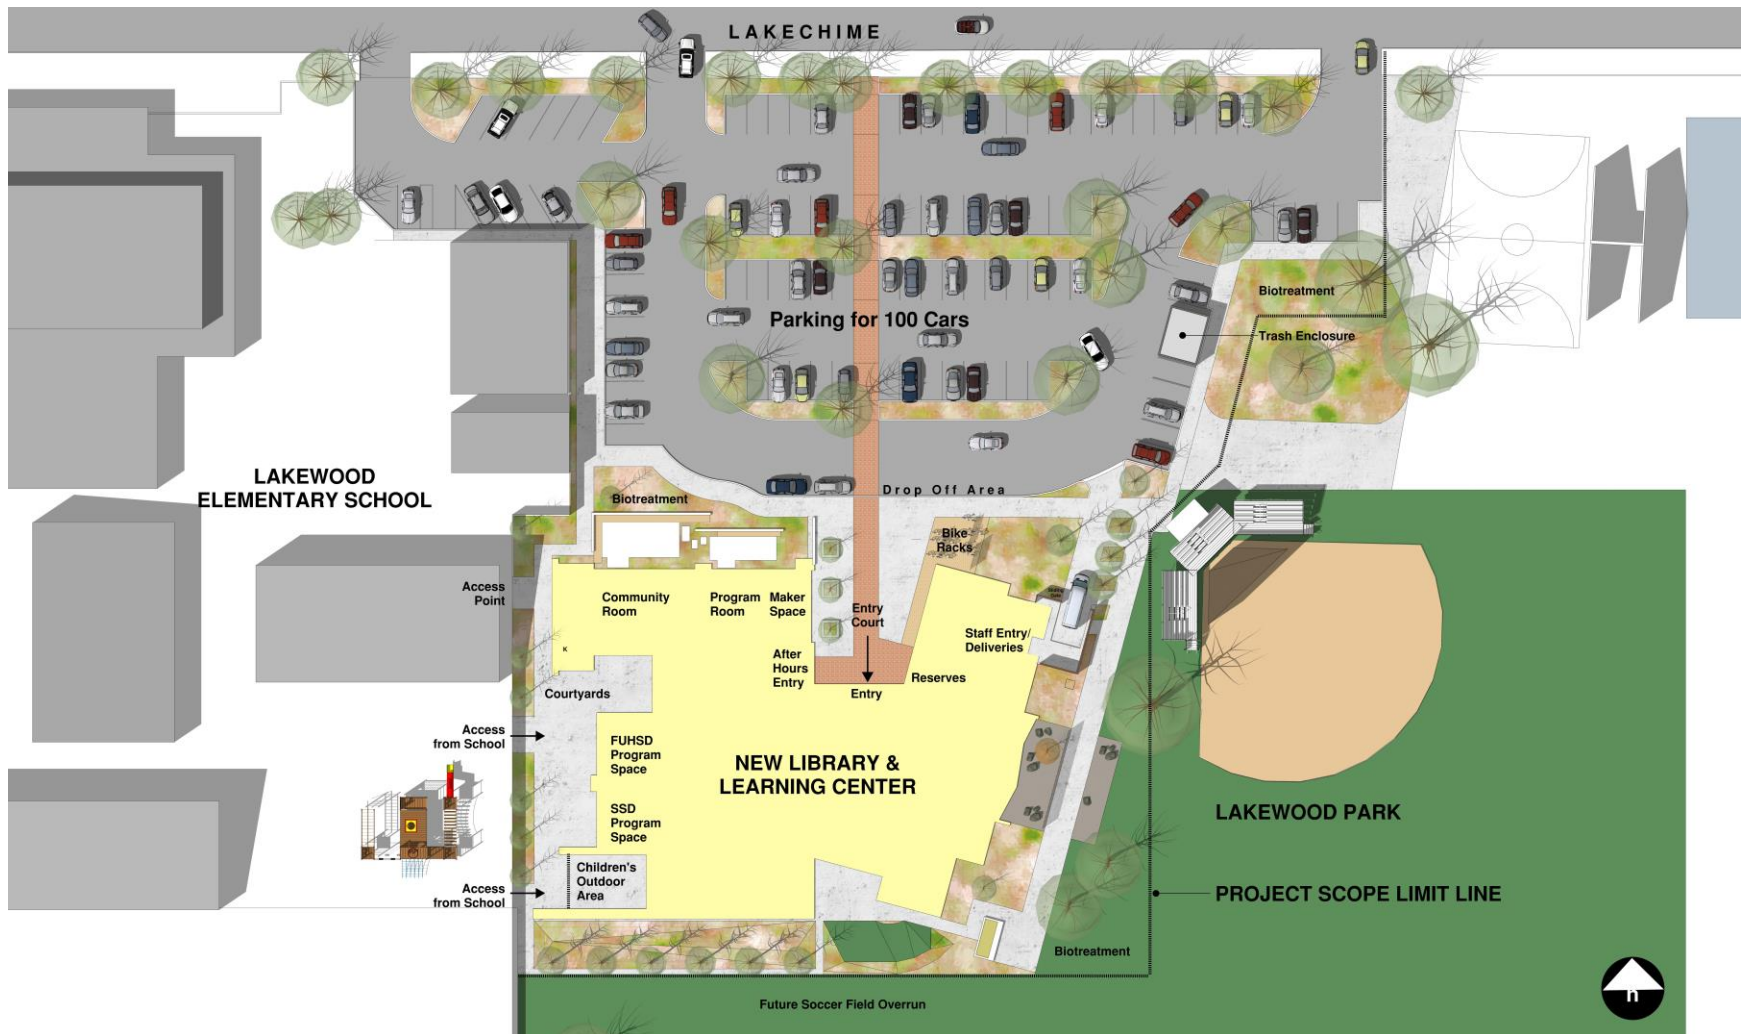 LAKECHIME
Biotreatment
Parking for 100 Cars
Trash Enclosure
LAKEWOOD
ELEMENTARY SCHOOL
Drop Off Area
Biotreatment
Bike
Racks
Access
Point
Community
Room
Program
Room
Maker
Space
Entry
Court
Staff Entry/
Deliveries
K
After
Hours
Entry
Reserves
Entry
Courtyards
Access
from School
FUHSD
Program
Space
NEW LIBRARY &
LEARNING CENTER
SSD
Program
Space
LAKEWOOD PARK
Children's
Outdoor
Area
Access
from School
PROJECT SCOPE LIMIT LINE
Biotreatment
Future Soccer Field Overrun
n